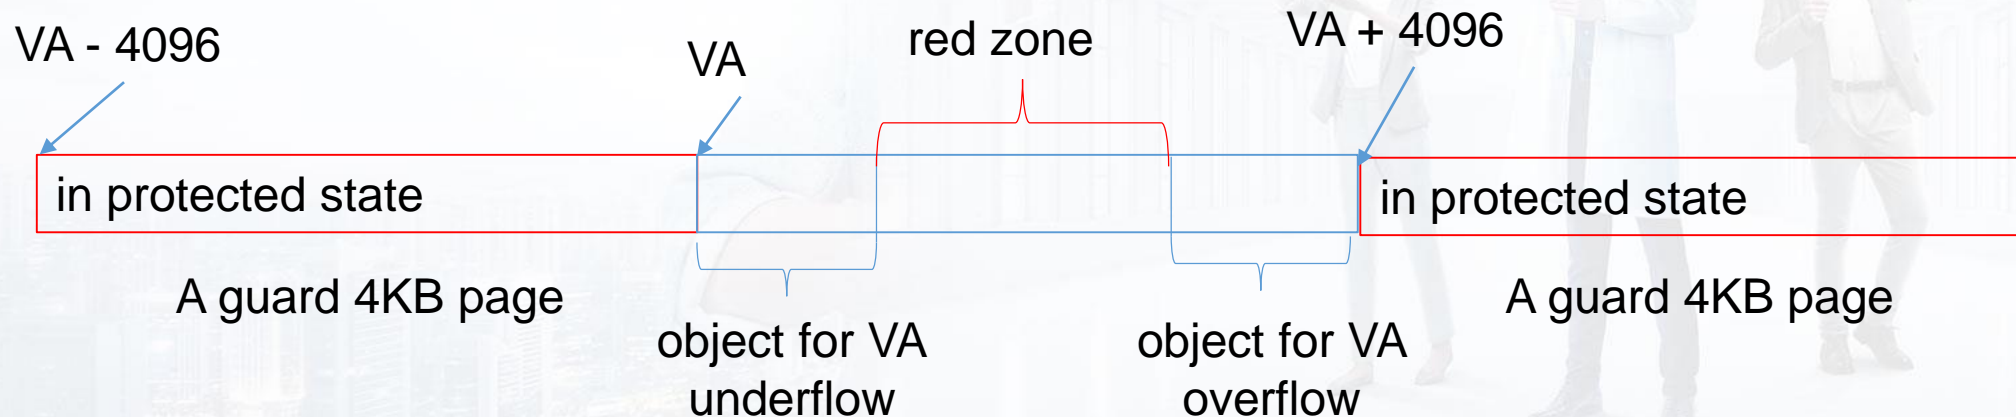 VA - 4096
VA
red zone
VA + 4096
in protected state
in protected state
A guard 4KB page
A guard 4KB page
object for VA
underflow
object for VA
overflow